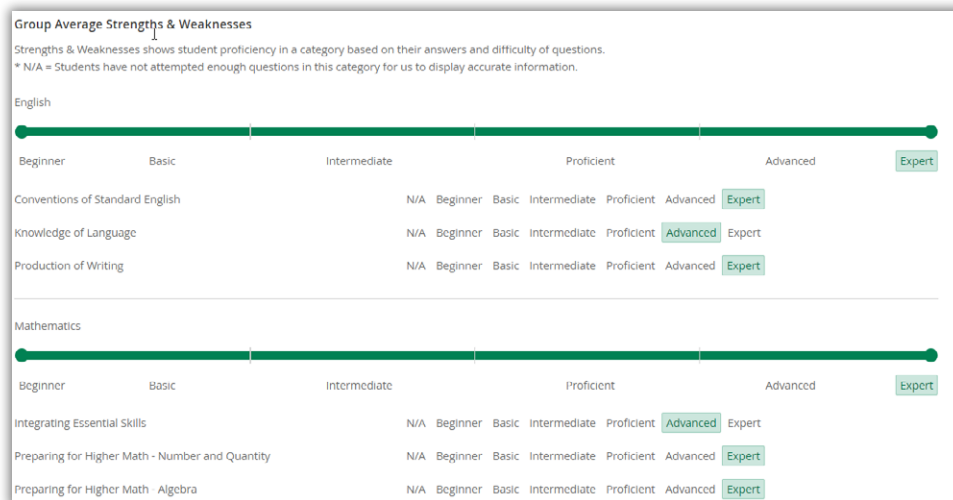 Group Average Strengths & Weaknesses
Strengths & Weaknesses shows student proficiency in a category based on their answers and difficulty of questions.
* N/A = Students have not attempted enough questions in this category for us to display accurate information.
English
Beginner Basic Intermediate Proficient Advanced Expert
Conventions of Standard English N/A Beginner Basic Intermediate Proficient Advanced Expert
Knowledge of Language N/A Beginner Basic Intermediate Proficient Advanced Expert
Production of Writing N/A Beginner Basic Intermediate Proficient Advanced Expert
Mathematics
Beginner Basic Intermediate Proficient Advanced Expert
Integrating Essential Skills N/A Beginner Basic Intermediate Proficient Advanced Expert
Preparing for Higher Math - Number and Quantity N/A Beginner Basic Intermediate Proficient Advanced Expert
Preparing for Higher Math - Algebra N/A Beginner Basic Intermediate Proficient Advanced Expert